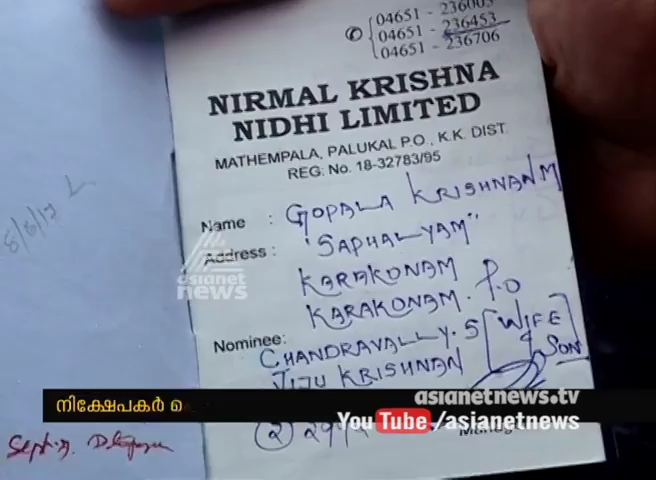 04651 - 236005
04651 - 236453
04651 - 236706
NIRMAL KRISHNA
NIDHI LIMITED
MATHEMPALA, PALUKAL P.O., K.K. DIST.
REG. No. 18-32783/95
Name : GOPALA KRISHNAN M
Address : "SAPHALYAM"
KARAKONAM
KARAKONAM. P.O
Nominee:
CHANDRAVALLY. S [WIFE
JIJU KRISHNAN & SON]
asianet
news
നിക്ഷേപകർ
asianetnews.tv
YouTube /asianetnews